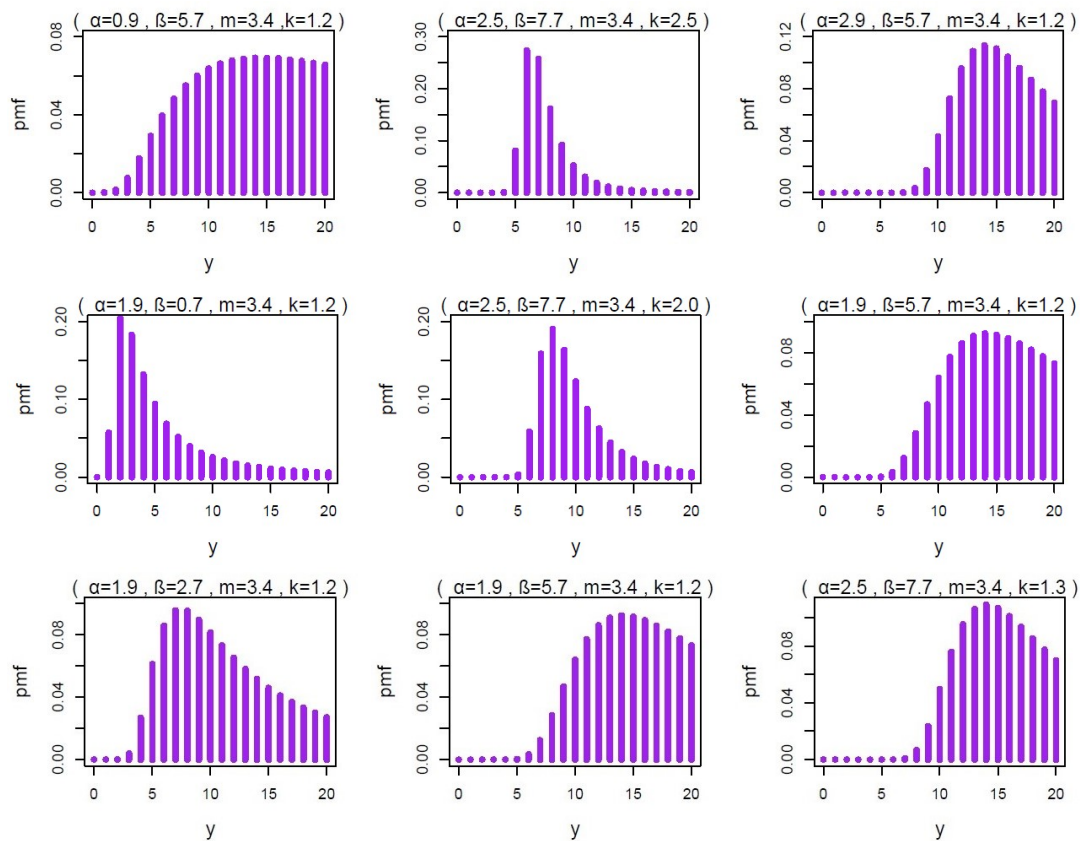 ( α=0.9 , ß=5.7 , m=3.4 ,k=1.2 )
pmf
0.00 0.04 0.08
0 5 10 15 20
y
( α=2.5, ß=7.7 , m=3.4 , k=2.5 )
pmf
0.00 0.10 0.20 0.30
0 5 10 15 20
y
( α=2.9 , ß=5.7 , m=3.4 , k=1.2 )
pmf
0.00 0.04 0.08 0.12
0 5 10 15 20
y
( α=1.9 , ß=0.7 , m=3.4 , k=1.2 )
pmf
0.00 0.10 0.20
0 5 10 15 20
y
( α=2.5, ß=7.7 , m=3.4 , k=2.0 )
pmf
0.00 0.10 0.20
0 5 10 15 20
y
( α=1.9 , ß=5.7 , m=3.4 , k=1.2 )
pmf
0.00 0.04 0.08
0 5 10 15 20
y
( α=1.9 , ß=2.7 , m=3.4 , k=1.2 )
pmf
0.00 0.04 0.08
0 5 10 15 20
y
( α=1.9 , ß=5.7 , m=3.4 , k=1.2 )
pmf
0.00 0.04 0.08
0 5 10 15 20
y
( α=2.5 , ß=7.7 , m=3.4 , k=1.3 )
pmf
0.00 0.04 0.08
0 5 10 15 20
y